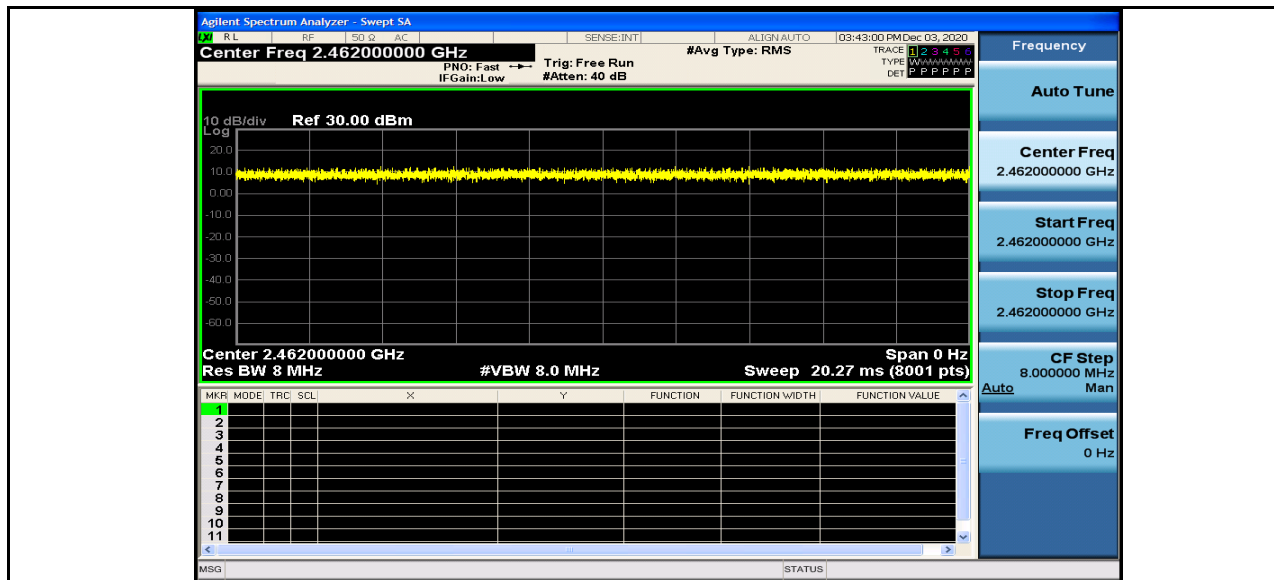 Agilent Spectrum Analyzer - Swept SA
LXI RL RF 50 Ω AC SENSE:INT ALIGN AUTO 03:43:00 PM Dec 03, 2020
Center Freq 2.462000000 GHz #Avg Type: RMS TRACE 1 2 3 4 5 6
PNO: Fast Trig: Free Run TYPE
IFGain:Low #Atten: 40 dB DET P P P P P P
10 dB/div Ref 30.00 dBm
Log
20.0
10.0
0.00
-10.0
-20.0
-30.0
-40.0
-50.0
-60.0
Center 2.462000000 GHz Span 0 Hz
Res BW 8 MHz #VBW 8.0 MHz Sweep 20.27 ms (8001 pts)
MKR MODE TRC SCL X Y FUNCTION FUNCTION WIDTH FUNCTION VALUE
1
2
3
4
5
6
7
8
9
10
11
MSG STATUS
Frequency
Auto Tune
Center Freq
2.462000000 GHz
Start Freq
2.462000000 GHz
Stop Freq
2.462000000 GHz
CF Step
8.000000 MHz
Auto Man
Freq Offset
0 Hz